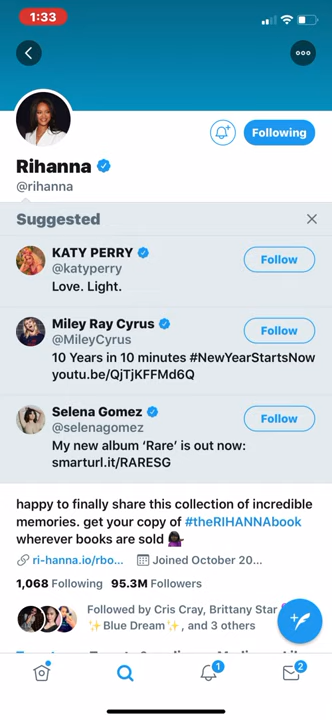 1:33
Following
Rihanna
@rihanna
Suggested
KATY PERRY
@katyperry
Follow
Love. Light.
Miley Ray Cyrus
@MileyCyrus
Follow
10 Years in 10 minutes #NewYearStartsNow
youtu.be/QjTjKFFMd6Q
Selena Gomez
@selenagomez
Follow
My new album ‘Rare’ is out now:
smarturl.it/RARESG
happy to finally share this collection of incredible
memories. get your copy of #theRIHANNAbook
wherever books are sold
ri-hanna.io/rbo... Joined October 20...
1,068 Following 95.3M Followers
Followed by Cris Cray, Brittany Star
Blue Dream, and 3 others
1
2